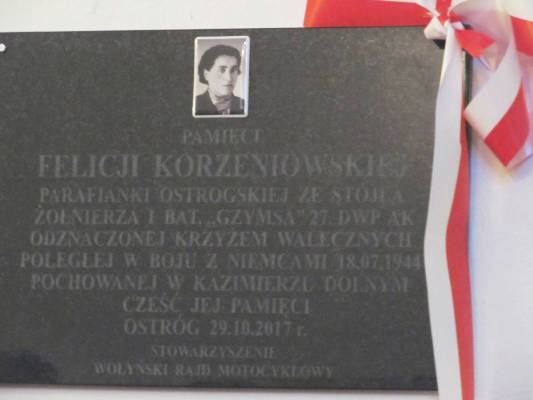 PAMIĘCI
FELICJI KORZENIOWSKIEJ
PARAFIANKI OSTROGSKIEJ ZE STÓJŁA
ŻOŁNIERZA I BAT. „GZYMSA” 27. DWP AK
ODZNACZONEJ KRZYŻEM WALECZNYCH
POLEGŁEJ W BOJU Z NIEMCAMI 18.07.1944
POCHOWANEJ W KAZIMIERZU DOLNYM
CZEŚĆ JEJ PAMIĘCI
OSTRÓG 29.10.2017 r.
STOWARZYSZENIE
WOŁYŃSKI RAJD MOTOCYKLOWY